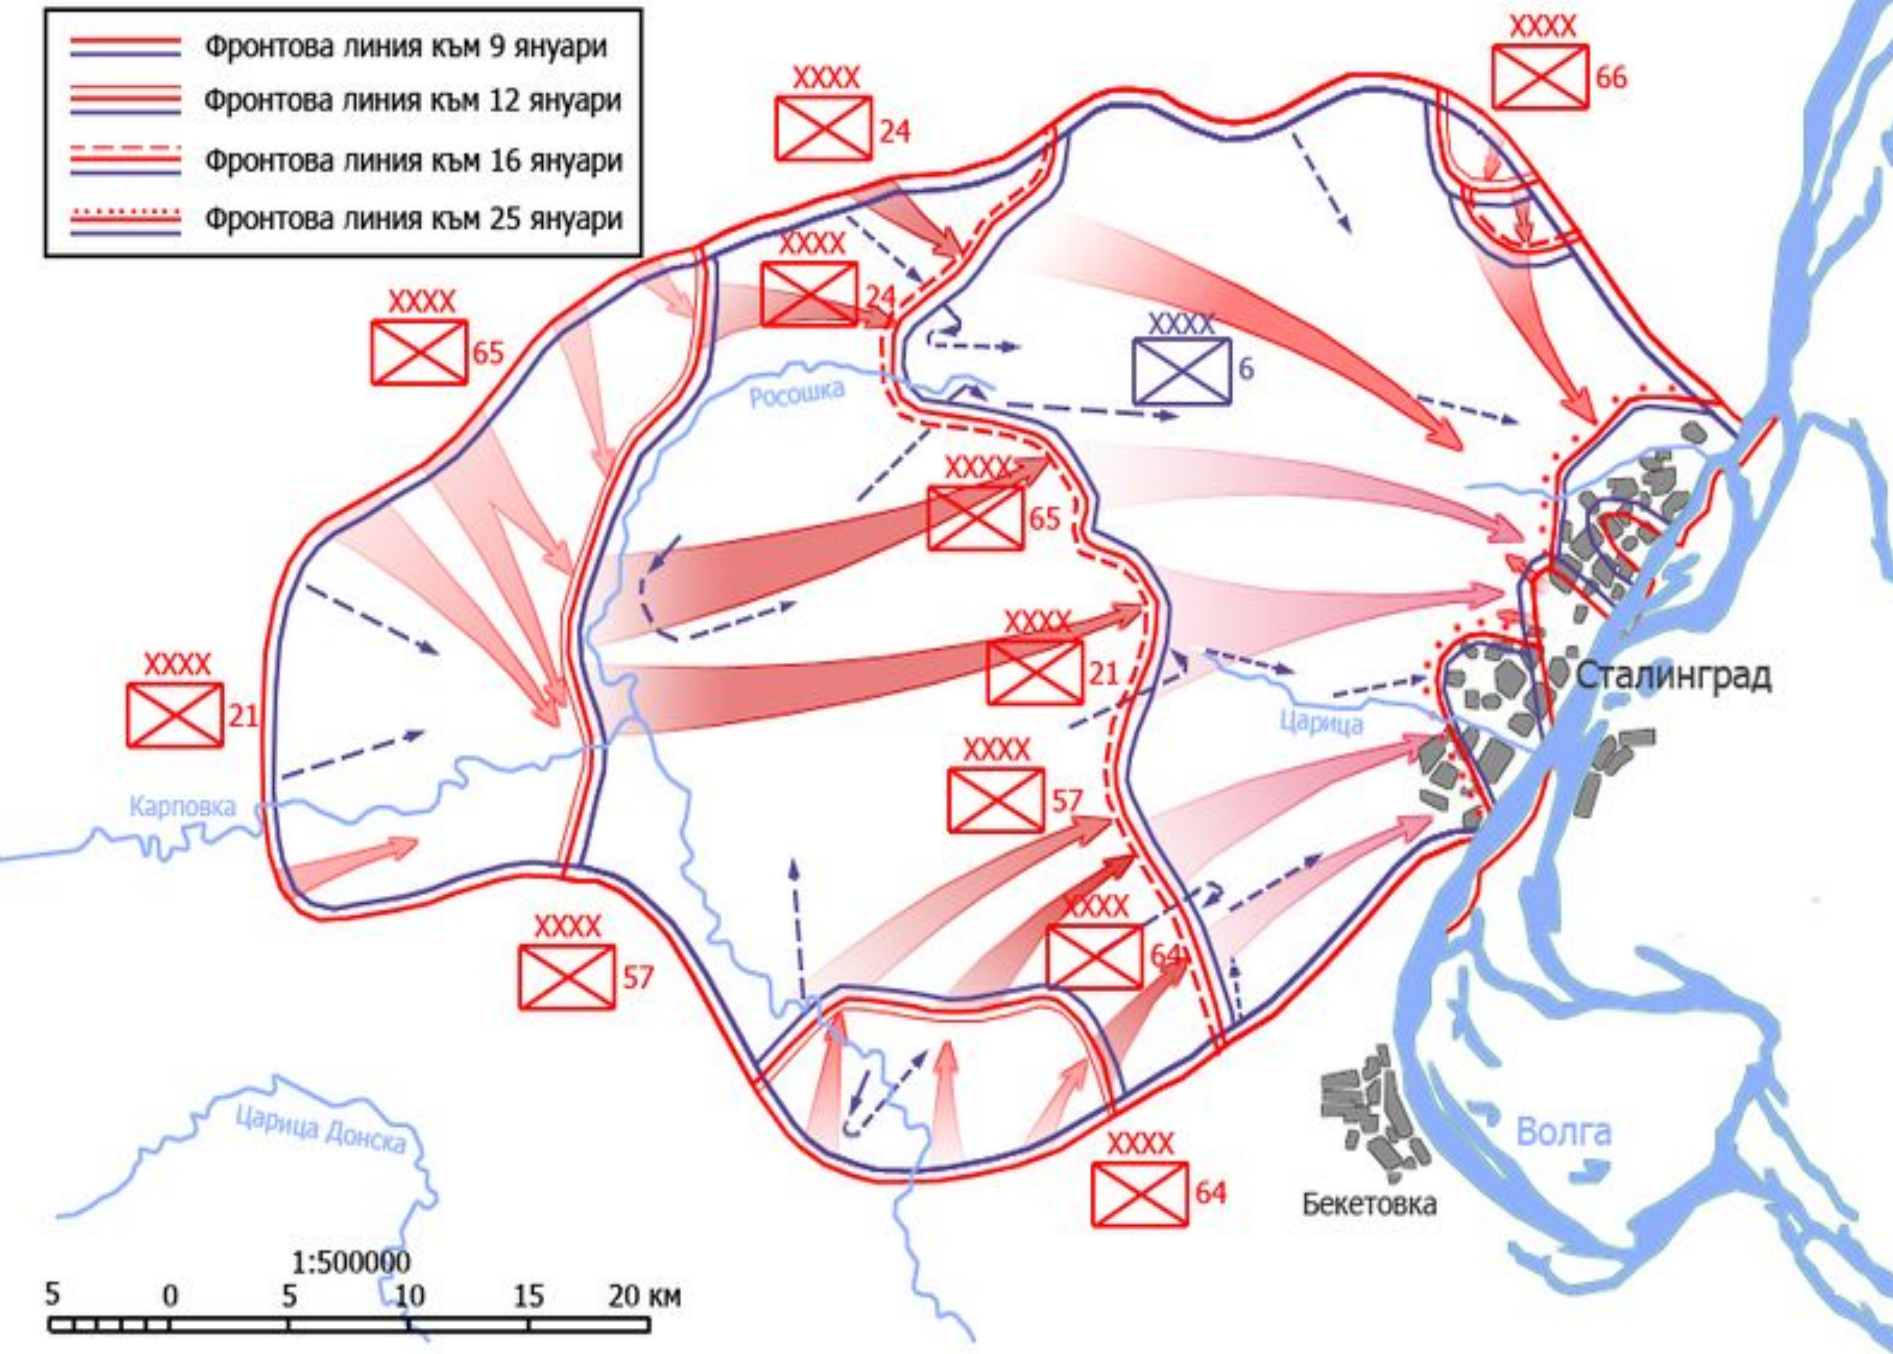 Фронтова линия към 9 януари
Фронтова линия към 12 януари
Фронтова линия към 16 януари
Фронтова линия към 25 януари
XXXX
66
XXXX
24
XXXX
24
XXXX
65
XXXX
6
Росошка
XXXX
65
XXXX
21
XXXX
21
Сталинград
Царица
XXXX
57
Карповка
XXXX
64
XXXX
57
Царица Донска
Волга
XXXX
64
Бекетовка
1:500000
5 0 5 10 15 20 км